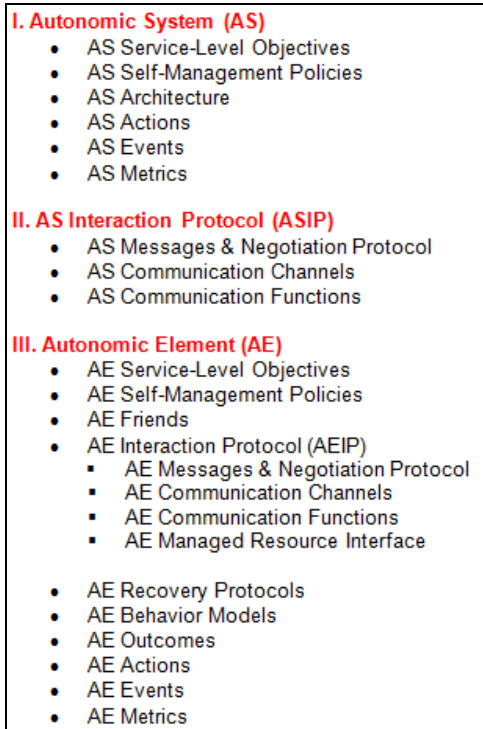 I. Autonomic System (AS)
• AS Service-Level Objectives
• AS Self-Management Policies
• AS Architecture
• AS Actions
• AS Events
• AS Metrics
II. AS Interaction Protocol (ASIP)
• AS Messages & Negotiation Protocol
• AS Communication Channels
• AS Communication Functions
III. Autonomic Element (AE)
• AE Service-Level Objectives
• AE Self-Management Policies
• AE Friends
• AE Interaction Protocol (AEIP)
▪ AE Messages & Negotiation Protocol
▪ AE Communication Channels
▪ AE Communication Functions
▪ AE Managed Resource Interface
• AE Recovery Protocols
• AE Behavior Models
• AE Outcomes
• AE Actions
• AE Events
• AE Metrics